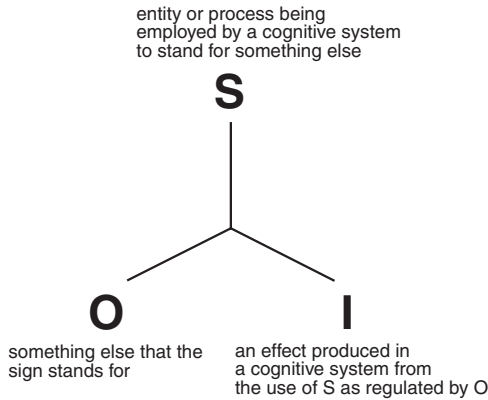 entity or process being
employed by a cognitive system
to stand for something else
S
O
I
something else that the
sign stands for
an effect produced in
a cognitive system from
the use of S as regulated by O